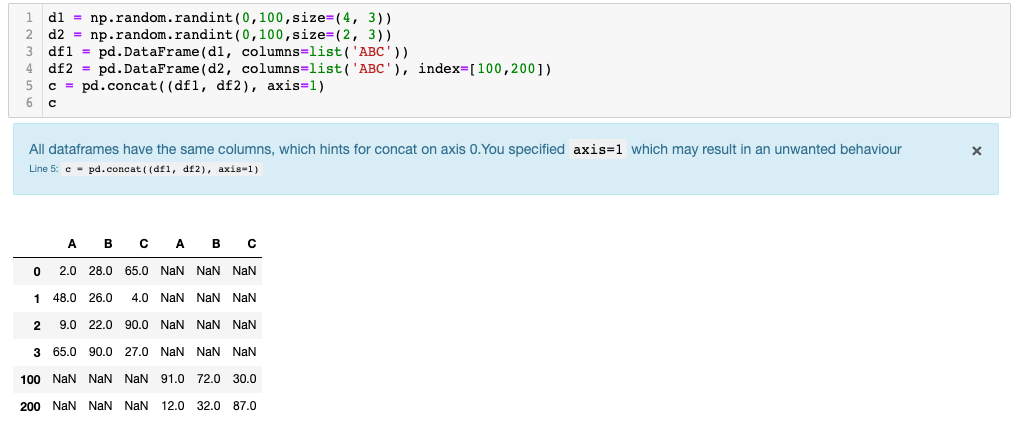 1 d1 = np.random.randint(0,100,size=(4, 3))
2 d2 = np.random.randint(0,100,size=(2, 3))
3 df1 = pd.DataFrame(d1, columns=list('ABC'))
4 df2 = pd.DataFrame(d2, columns=list('ABC'), index=[100,200])
5 c = pd.concat((df1, df2), axis=1)
6 c
All dataframes have the same columns, which hints for concat on axis 0.You specified axis=1 which may result in an unwanted behaviour ×
Line 5: c = pd.concat((df1, df2), axis=1)
A B C A B C
0 2.0 28.0 65.0 NaN NaN NaN
1 48.0 26.0 4.0 NaN NaN NaN
2 9.0 22.0 90.0 NaN NaN NaN
3 65.0 90.0 27.0 NaN NaN NaN
100 NaN NaN NaN 91.0 72.0 30.0
200 NaN NaN NaN 12.0 32.0 87.0